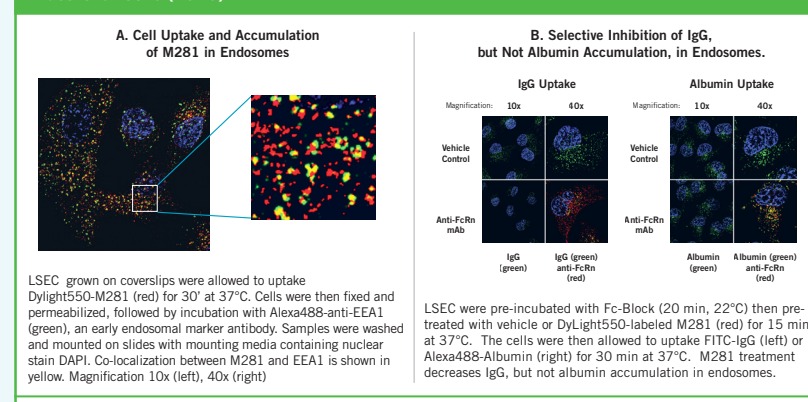 A. Cell Uptake and Accumulation
of M281 in Endosomes
LSEC grown on coverslips were allowed to uptake
Dylight550-M281 (red) for 30' at 37°C. Cells were then fixed and
permeabilized, followed by incubation with Alexa488-anti-EEA1
(green), an early endosomal marker antibody. Samples were washed
and mounted on slides with mounting media containing nuclear
stain DAPI. Co-localization between M281 and EEA1 is shown in
yellow. Magnification 10x (left), 40x (right)
B. Selective Inhibition of IgG,
but Not Albumin Accumulation, in Endosomes.
IgG Uptake
Magnification: 10x 40x
Vehicle
Control
Anti-FcRn
mAb
IgG
(green)
IgG (green)
anti-FcRn
(red)
Albumin Uptake
Magnification: 10x 40x
Vehicle
Control
Anti-FcRn
mAb
Albumin
(green)
Albumin (green)
anti-FcRn
(red)
LSEC were pre-incubated with Fc-Block (20 min, 22°C) then pre-
treated with vehicle or DyLight550-labeled M281 (red) for 15 min
at 37°C. The cells were then allowed to uptake FITC-IgG (left) or
Alexa488-Albumin (right) for 30 min at 37°C. M281 treatment
decreases IgG, but not albumin accumulation in endosomes.